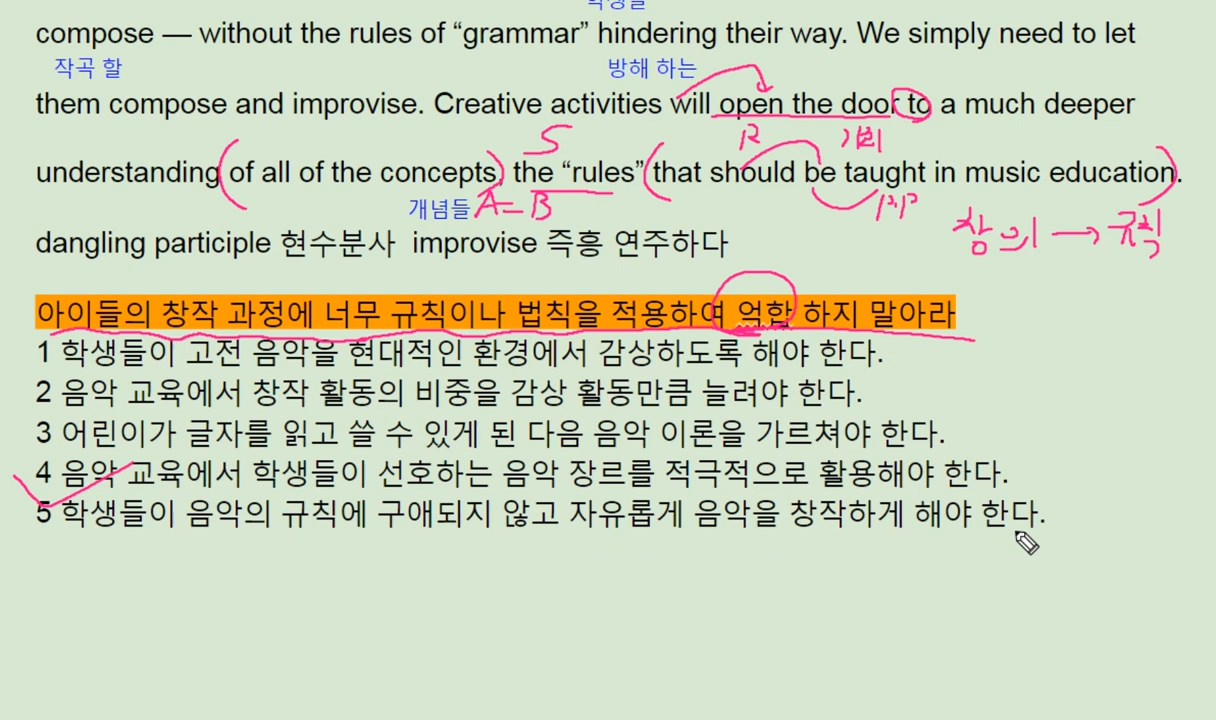 compose — without the rules of “grammar” hindering their way. We simply need to let
작곡 할 방해 하는
them compose and improvise. Creative activities will open the door to a much deeper
S
understanding of all of the concepts, the “rules” that should be taught in music education.
개념들 A = B p.p
창의 → 규칙
dangling participle 현수분사 improvise 즉흥 연주하다
아이들의 창작 과정에 너무 규칙이나 법칙을 적용하여 억합 하지 말아라
1 학생들이 고전 음악을 현대적인 환경에서 감상하도록 해야 한다.
2 음악 교육에서 창작 활동의 비중을 감상 활동만큼 늘려야 한다.
3 어린이가 글자를 읽고 쓸 수 있게 된 다음 음악 이론을 가르쳐야 한다.
4 음악 교육에서 학생들이 선호하는 음악 장르를 적극적으로 활용해야 한다.
5 학생들이 음악의 규칙에 구애되지 않고 자유롭게 음악을 창작하게 해야 한다.